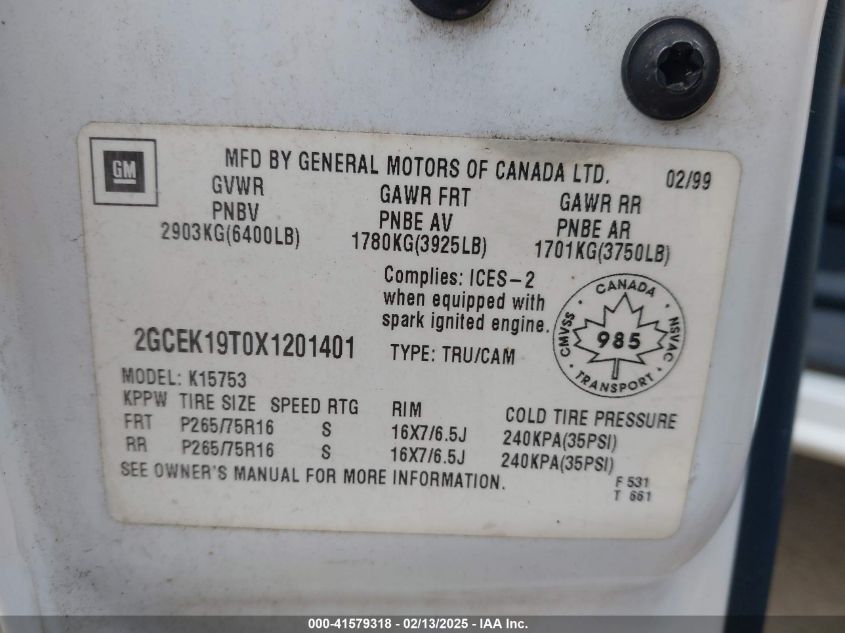 GM
MFD BY GENERAL MOTORS OF CANADA LTD. 02/99
GVWR GAWR FRT GAWR RR
PNBV PNBE AV PNBE AR
2903KG(6400LB) 1780KG(3925LB) 1701KG(3750LB)
Complies: ICES-2
when equipped with
spark ignited engine.
CANADA
CMVSS 985 NSVAC
TRANSPORT
2GCEK19T0X1201401 TYPE: TRU/CAM
MODEL: K15753
KPPW TIRE SIZE SPEED RTG RIM COLD TIRE PRESSURE
FRT P265/75R16 S 16X7/6.5J 240KPA(35PSI)
RR P265/75R16 S 16X7/6.5J 240KPA(35PSI)
SEE OWNER'S MANUAL FOR MORE INFORMATION.
F 531
T 661
000-41579318 - 02/13/2025 - IAA Inc.